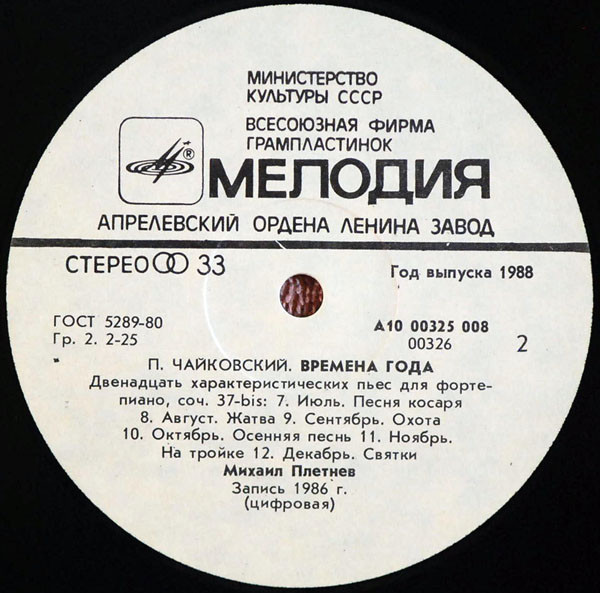 МИНИСТЕРСТВО
КУЛЬТУРЫ СССР
ВСЕСОЮЗНАЯ ФИРМА
ГРАМПЛАСТИНОК
® МЕЛОДИЯ
АПРЕЛЕВСКИЙ ОРДЕНА ЛЕНИНА ЗАВОД
СТЕРЕО 33
Год выпуска 1988
ГОСТ 5289-80
Гр. 2. 2-25
А10 00325 008
00326
2
П. ЧАЙКОВСКИЙ. ВРЕМЕНА ГОДА
Двенадцать характеристических пьес для форте-
пиано, соч. 37-bis: 7. Июль. Песня косаря
8. Август. Жатва 9. Сентябрь. Охота
10. Октябрь. Осенняя песнь 11. Ноябрь.
На тройке 12. Декабрь. Святки
Михаил Плетнев
Запись 1986 г.
(цифровая)